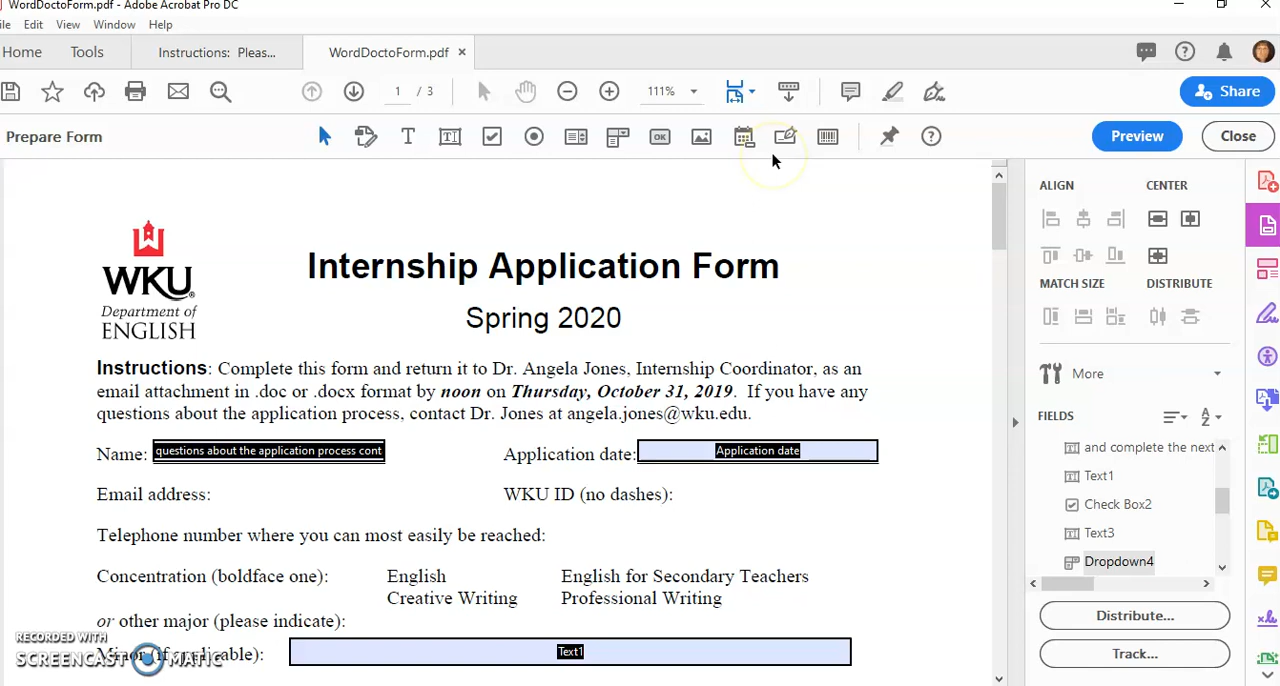 WordDoctoForm.pdf - Adobe Acrobat Pro DC
ile Edit View Window Help
Home Tools Instructions: Pleas... WordDoctoForm.pdf ×
1 / 3 111% Share
Prepare Form T T OK Preview Close
ALIGN CENTER
WKU
Department of
ENGLISH
Internship Application Form
Spring 2020
MATCH SIZE DISTRIBUTE
Instructions: Complete this form and return it to Dr. Angela Jones, Internship Coordinator, as an
email attachment in .doc or .docx format by noon on Thursday, October 31, 2019. If you have any
questions about the application process, contact Dr. Jones at angela.jones@wku.edu.
More
FIELDS
Name: questions about the application process cont Application date: Application date
and complete the next
Text1
Email address: WKU ID (no dashes):
Check Box2
Telephone number where you can most easily be reached:
Text3
Dropdown4
Concentration (boldface one): English English for Secondary Teachers
Creative Writing Professional Writing
or other major (please indicate):
Distribute...
Minor (if applicable): Text1
Track...
RECORDED WITH
SCREENCAST MATIC